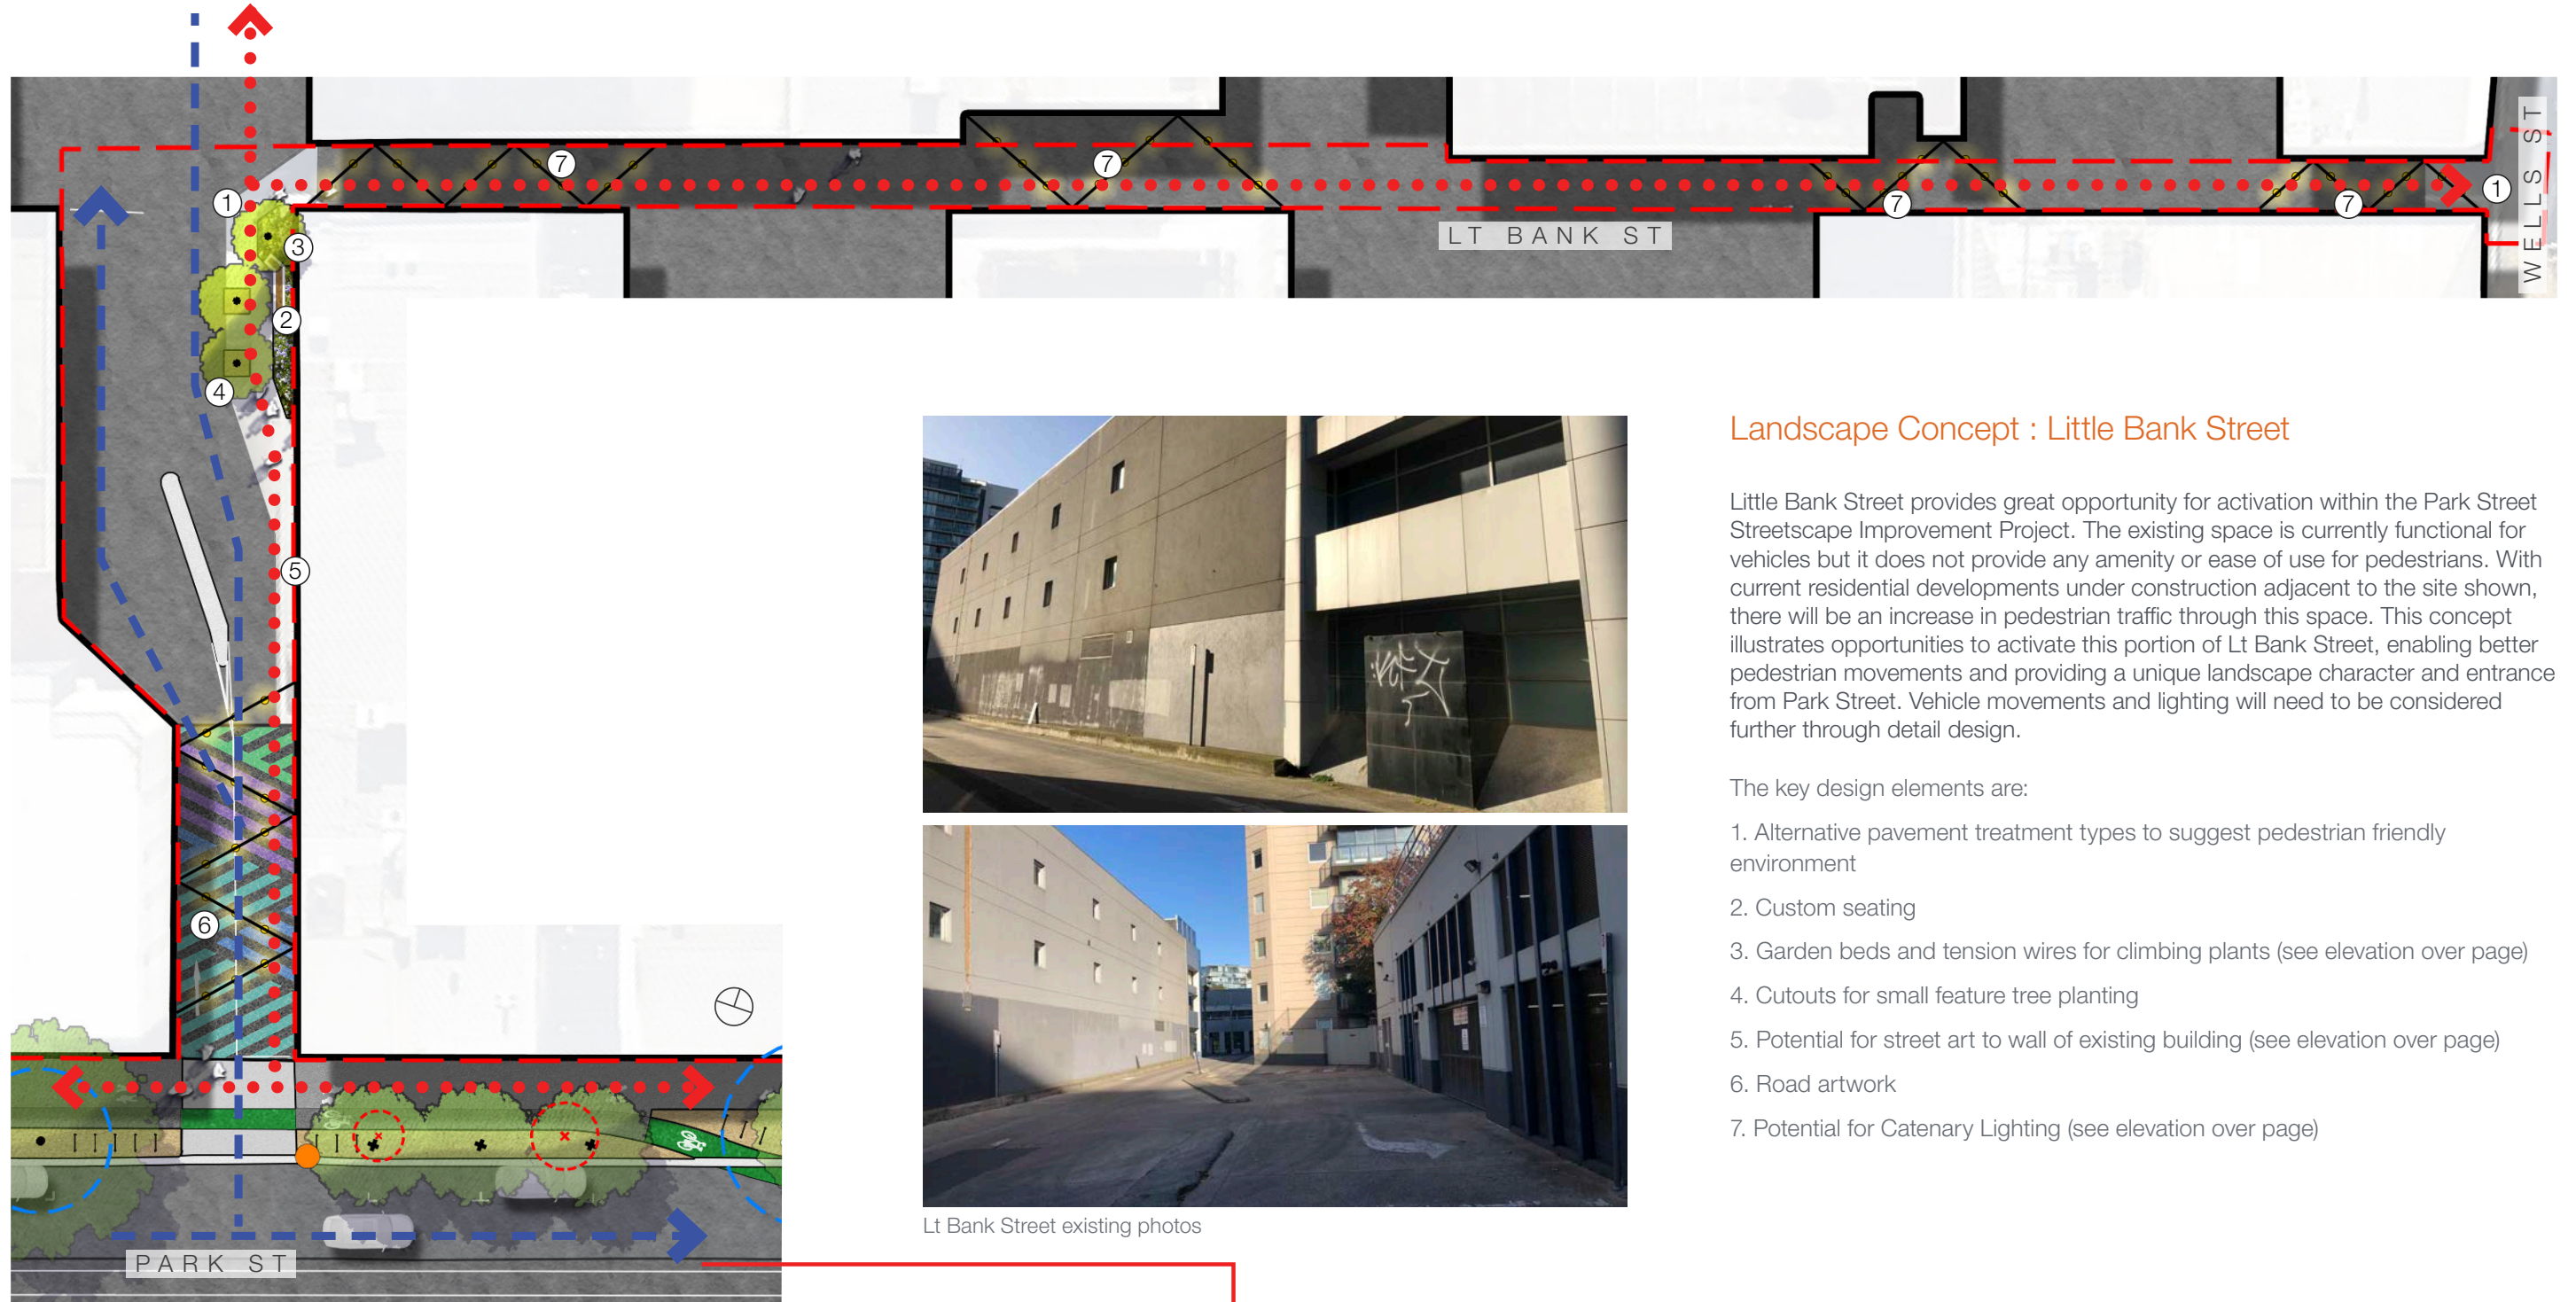 LT BANK ST
WELLS ST
1
7
7
7
7
1
3
2
4
5
6
PARK ST
Lt Bank Street existing photos
Landscape Concept : Little Bank Street
Little Bank Street provides great opportunity for activation within the Park Street
Streetscape Improvement Project. The existing space is currently functional for
vehicles but it does not provide any amenity or ease of use for pedestrians. With
current residential developments under construction adjacent to the site shown,
there will be an increase in pedestrian traffic through this space. This concept
illustrates opportunities to activate this portion of Lt Bank Street, enabling better
pedestrian movements and providing a unique landscape character and entrance
from Park Street. Vehicle movements and lighting will need to be considered
further through detail design.
The key design elements are:
1. Alternative pavement treatment types to suggest pedestrian friendly
environment
2. Custom seating
3. Garden beds and tension wires for climbing plants (see elevation over page)
4. Cutouts for small feature tree planting
5. Potential for street art to wall of existing building (see elevation over page)
6. Road artwork
7. Potential for Catenary Lighting (see elevation over page)